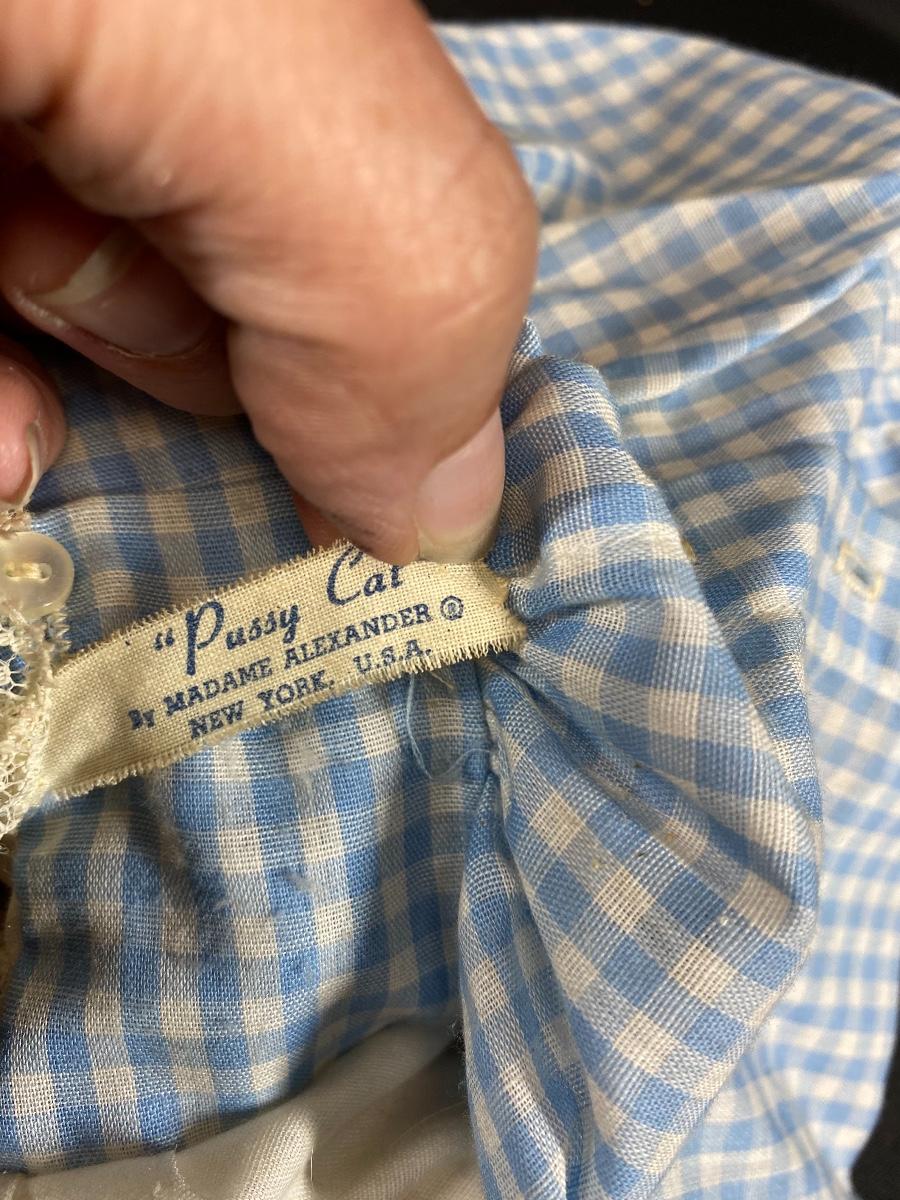 "Pussy Cat
By MADAME ALEXANDER ®
NEW YORK, U.S.A.